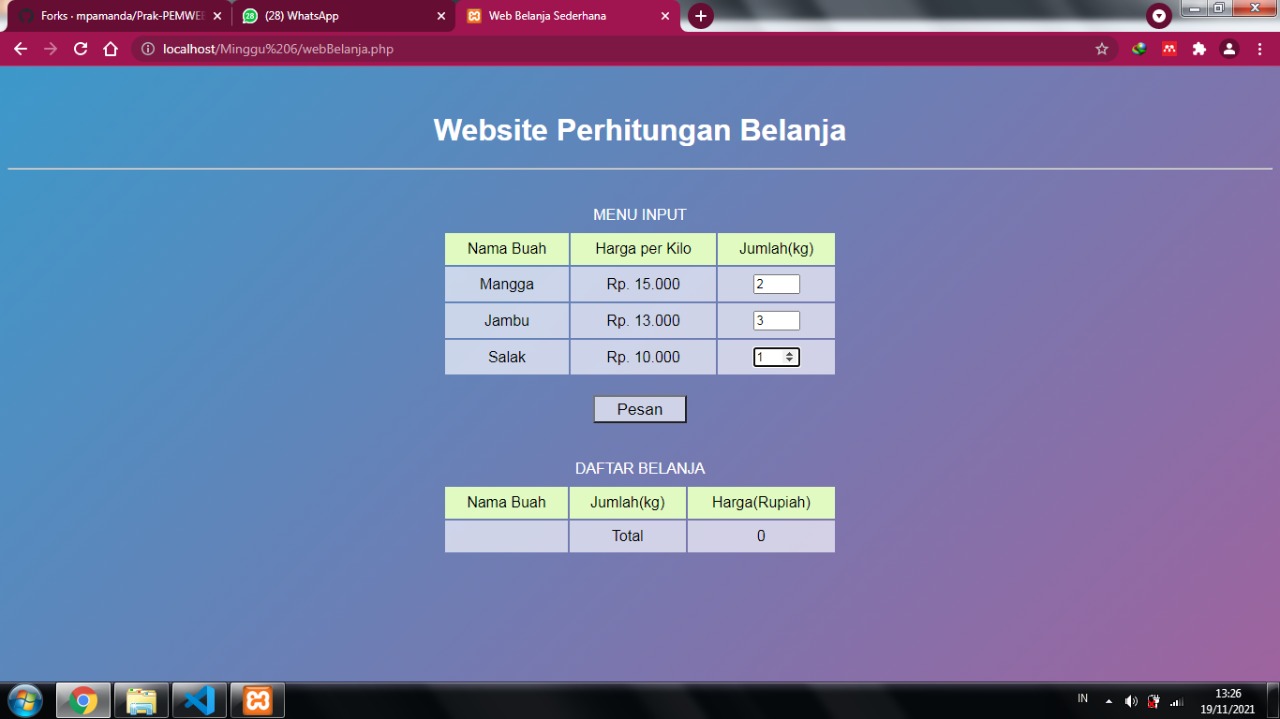 Forks · mpamanda/Prak-PEMWE
(28) WhatsApp
Web Belanja Sederhana
localhost/Minggu%206/webBelanja.php
Website Perhitungan Belanja
MENU INPUT
Nama Buah Harga per Kilo Jumlah(kg)
Mangga Rp. 15.000 2
Jambu Rp. 13.000 3
Salak Rp. 10.000 1
Pesan
DAFTAR BELANJA
Nama Buah Jumlah(kg) Harga(Rupiah)
Total 0
IN
13:26
19/11/2021